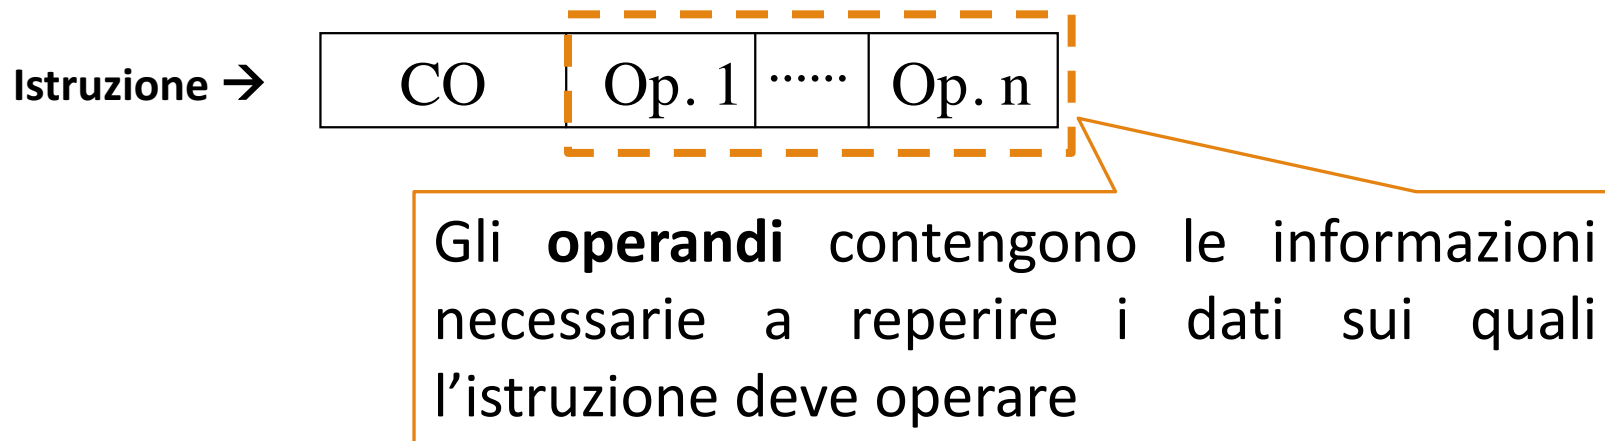 Istruzione → CO Op. 1 ...... Op. n
Gli operandi contengono le informazioni
necessarie a reperire i dati sui quali
l’istruzione deve operare